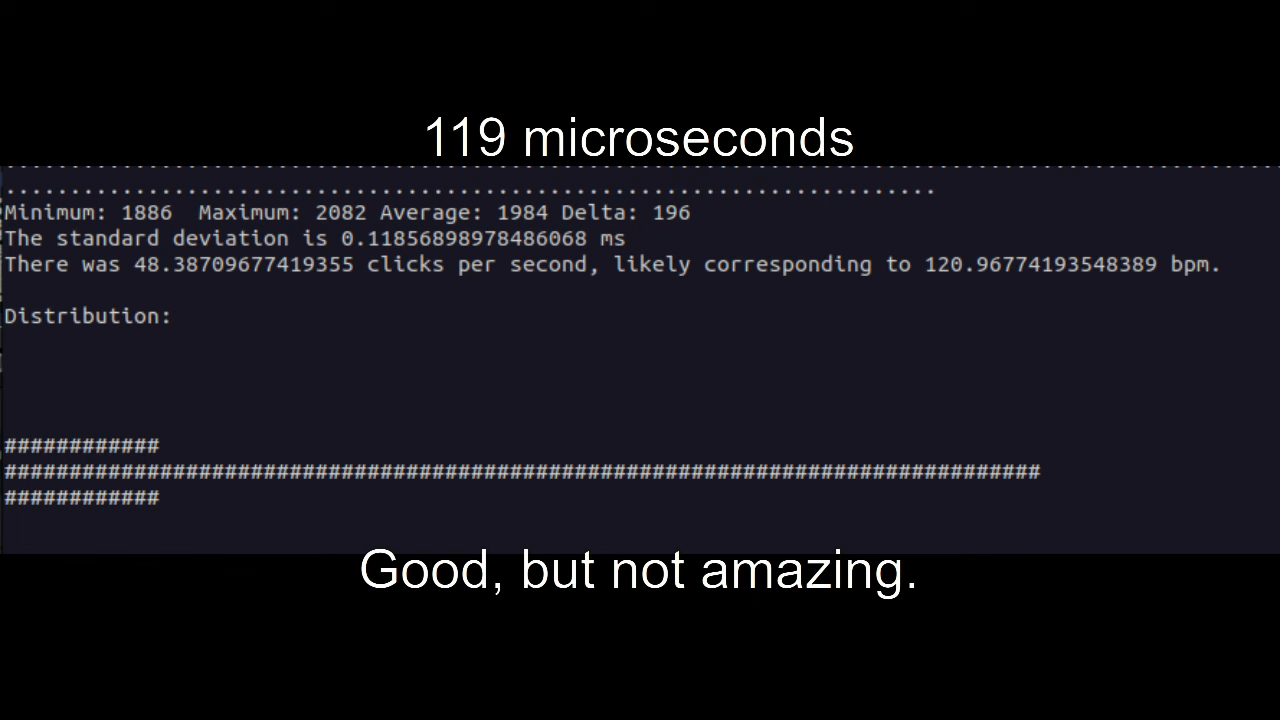 119 microseconds
Minimum: 1886  Maximum: 2082 Average: 1984 Delta: 196
The standard deviation is 0.11856898978486068 ms
There was 48.38709677419355 clicks per second, likely corresponding to 120.96774193548389 bpm.
Distribution:
############
################################################################################
############
Good, but not amazing.